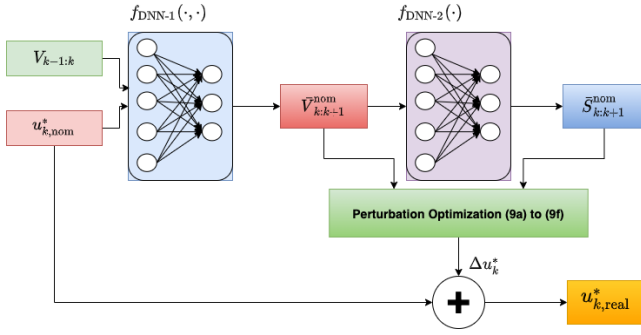 f_{DNN-1}(·,·)
f_{DNN-2}(·)
V_{k-1:k}
u^*_{k,nom}
V̄^{nom}_{k:k+1}
S̄^{nom}_{k:k+1}
Perturbation Optimization (9a) to (9f)
Δu^*_k
+
u^*_{k,real}